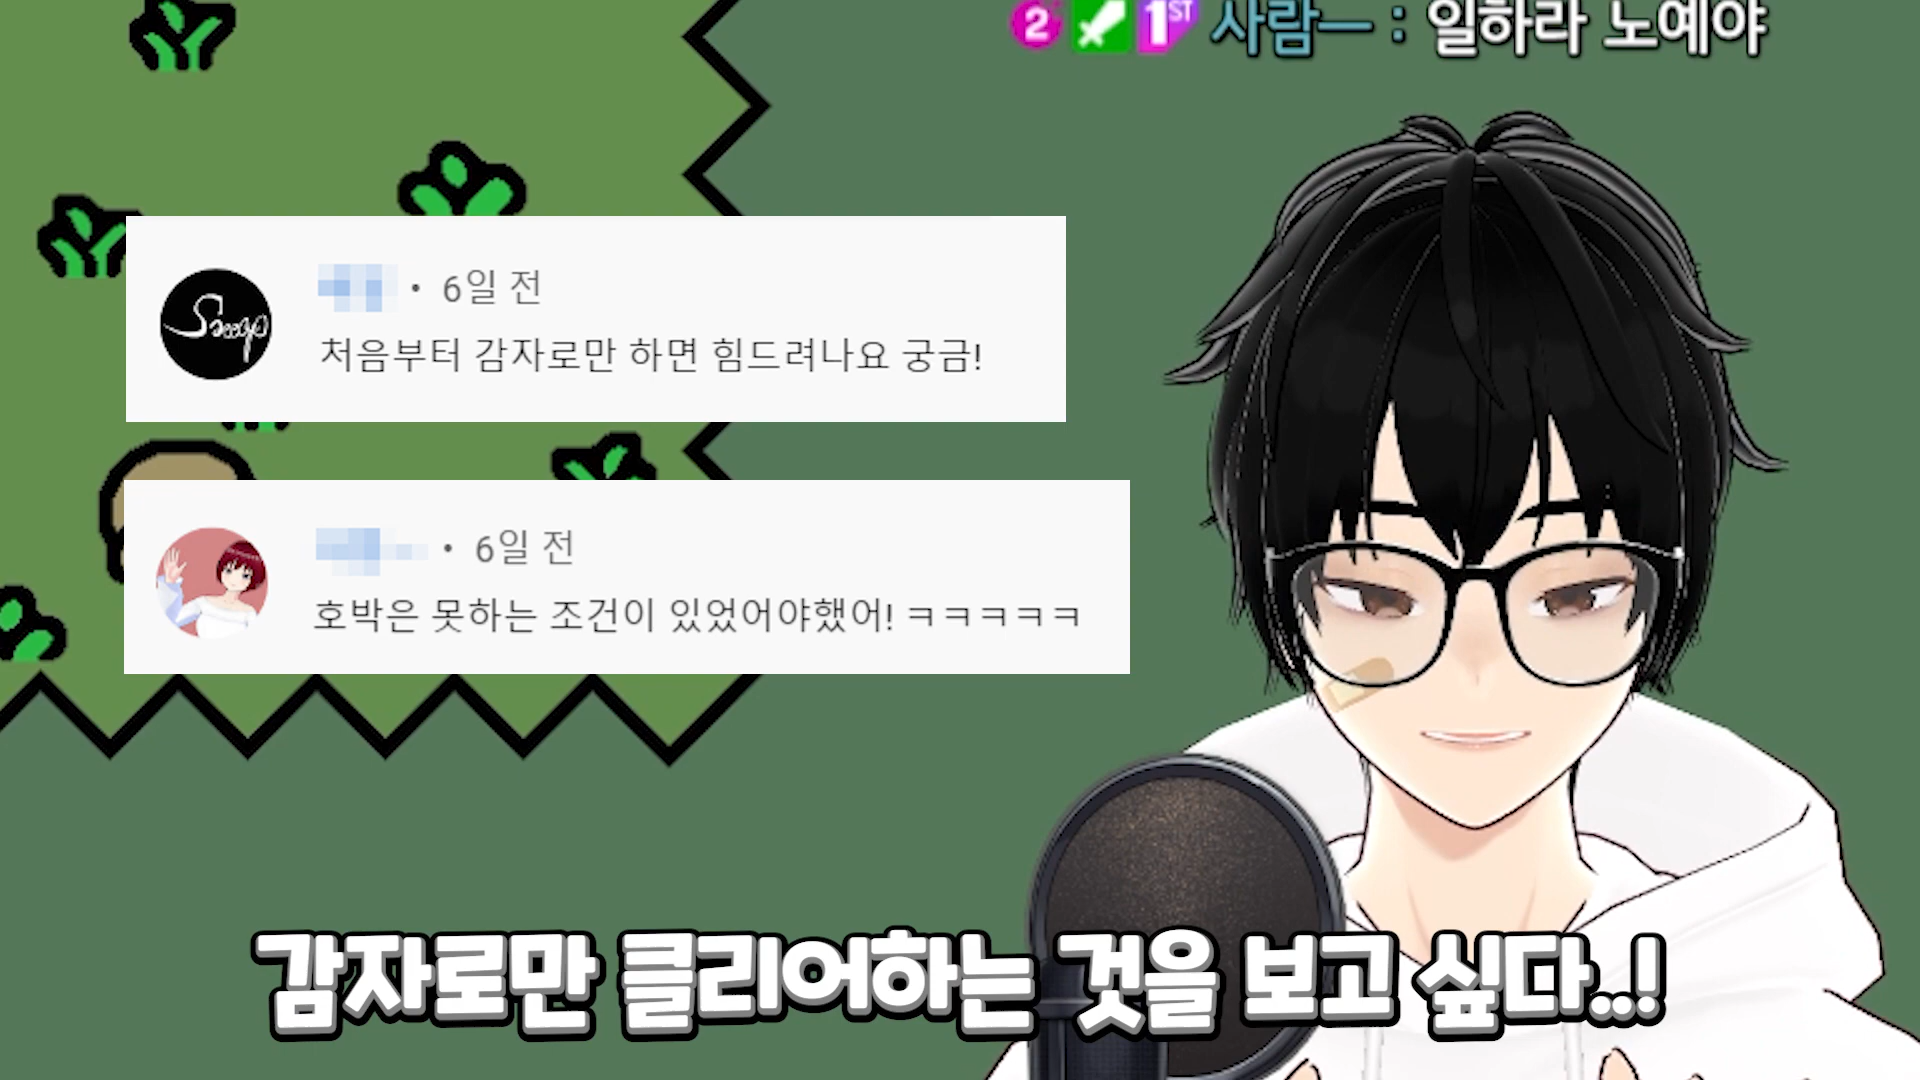 2 1ST 사람ㅡ : 일하라 노예야
• 6일 전
처음부터 감자로만 하면 힘드려나요 궁금!
• 6일 전
호박은 못하는 조건이 있었어야했어! ㅋㅋㅋㅋㅋ
감자로만 클리어하는 것을 보고 싶다..!